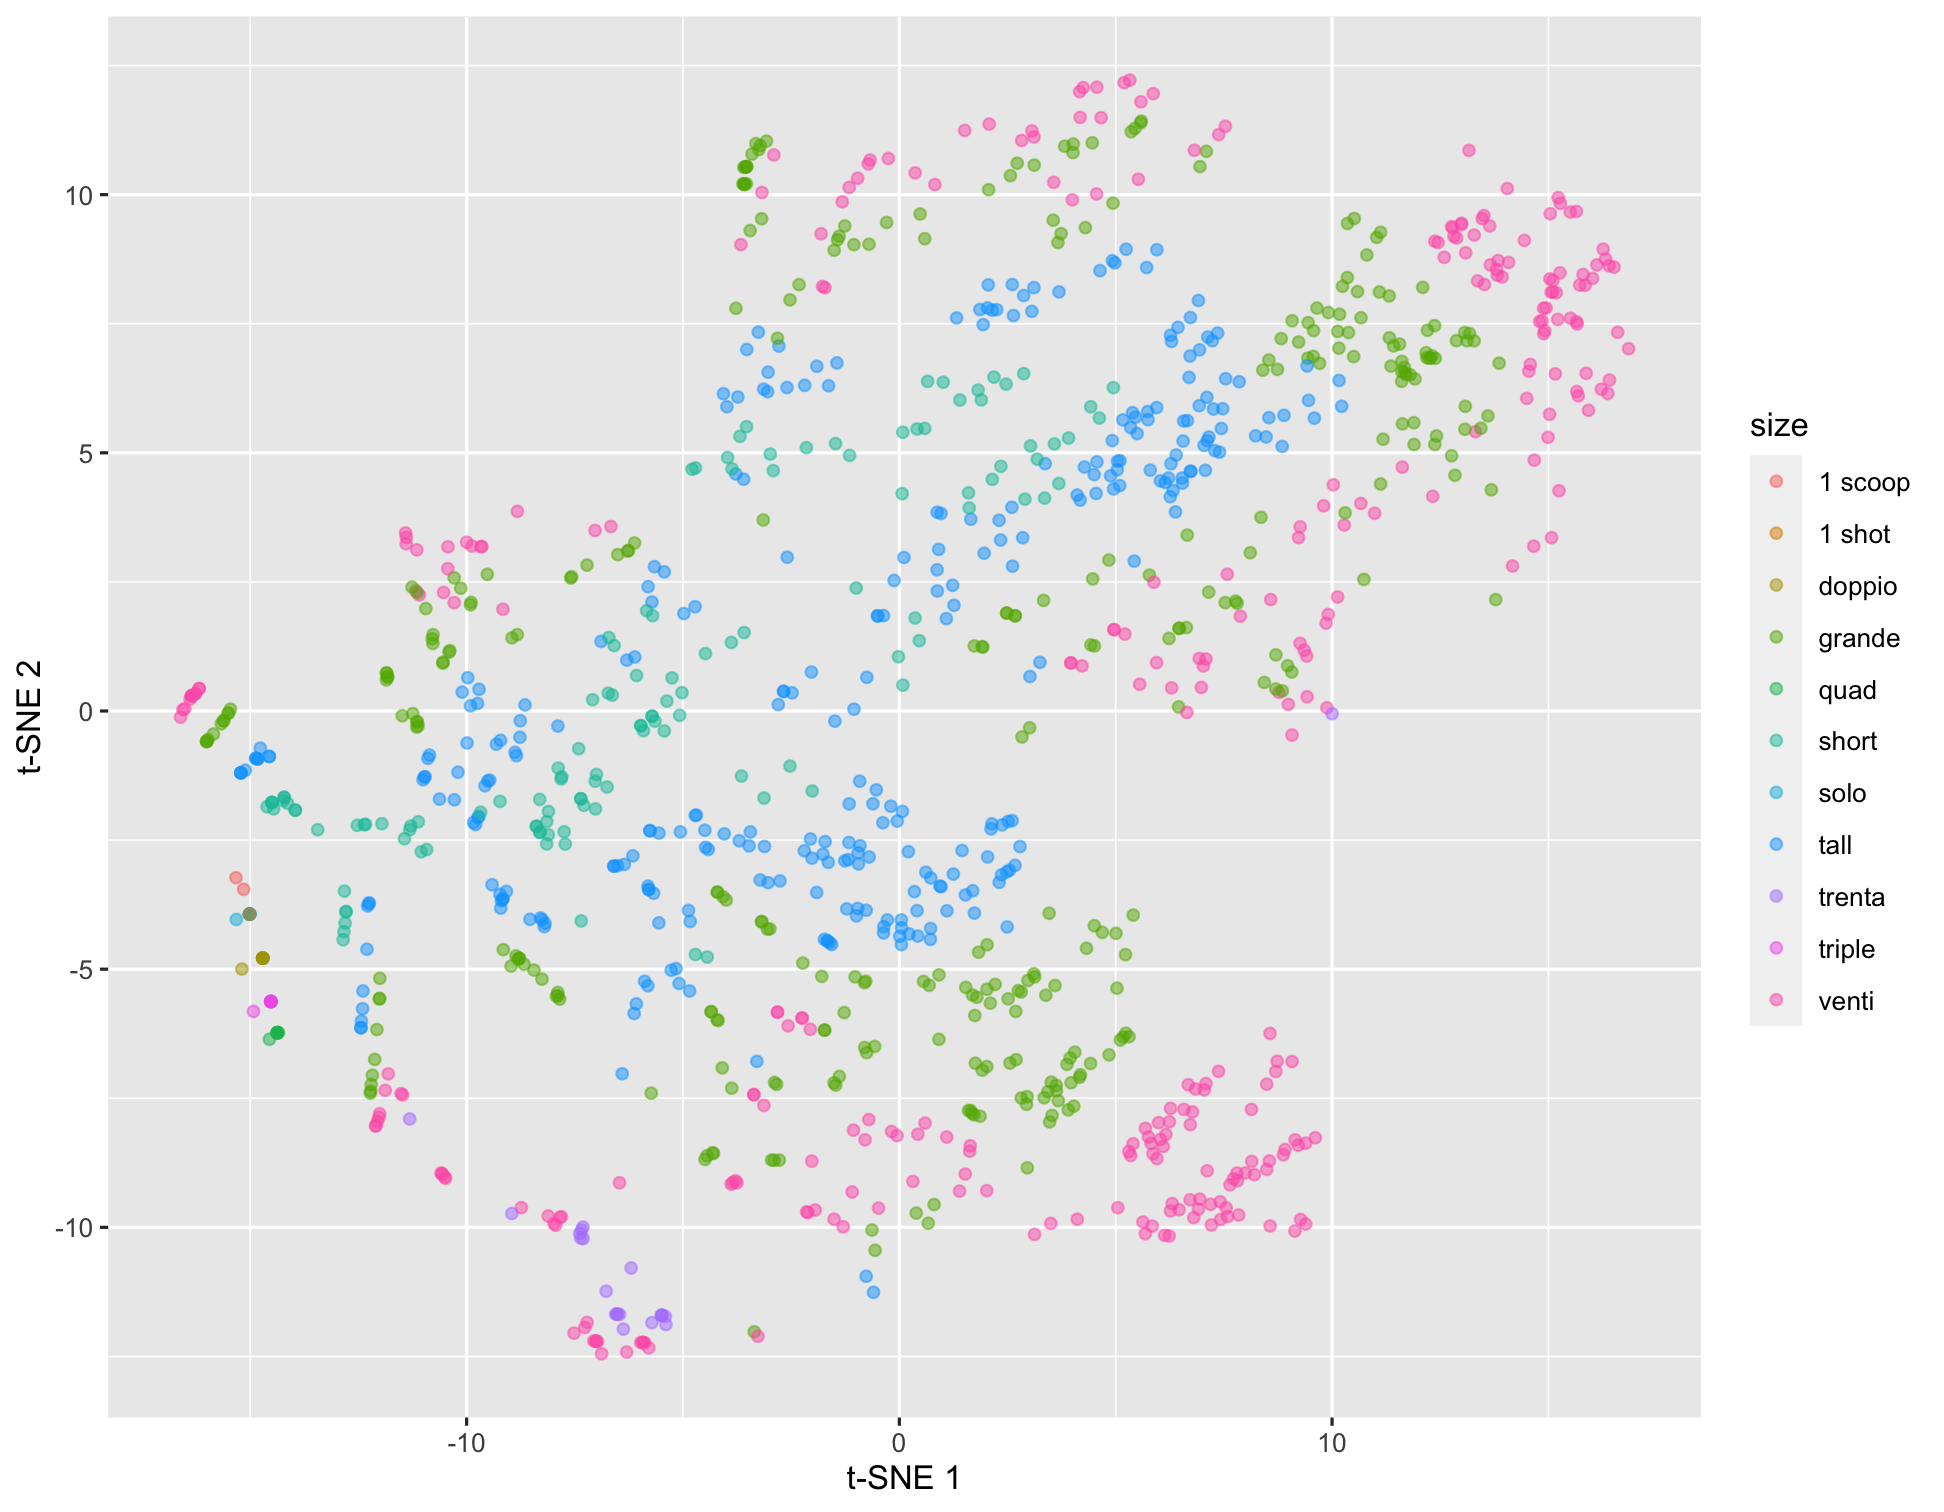 10
5
0
-5
-10
t-SNE 2
-10
0
10
t-SNE 1
size
1 scoop
1 shot
doppio
grande
quad
short
solo
tall
trenta
triple
venti